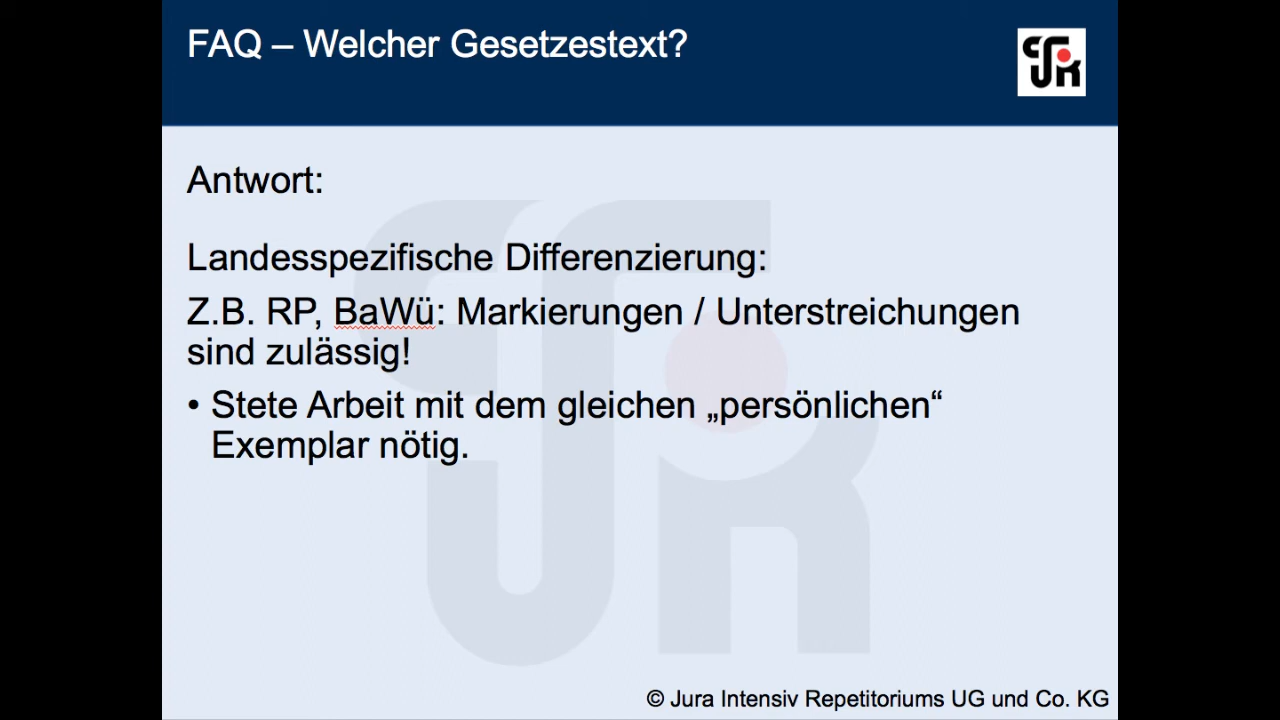 FAQ – Welcher Gesetzestext?
Antwort:
Landesspezifische Differenzierung:
Z.B. RP, BaWü: Markierungen / Unterstreichungen
sind zulässig!
• Stete Arbeit mit dem gleichen „persönlichen“
Exemplar nötig.
© Jura Intensiv Repetitoriums UG und Co. KG